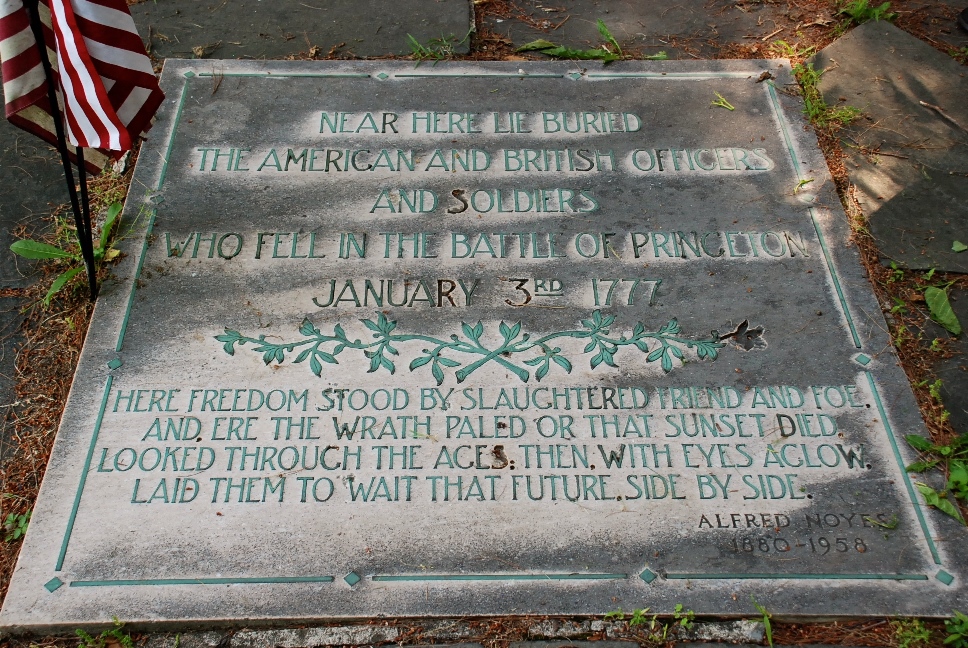 NEAR HERE LIE BURIED
THE AMERICAN AND BRITISH OFFICERS
AND SOLDIERS
WHO FELL IN THE BATTLE OF PRINCETON
JANUARY 3RD 1777
HERE FREEDOM STOOD BY SLAUGHTERED FRIEND AND FOE,
AND ERE THE WRATH PALED OR THAT SUNSET DIED
LOOKED THROUGH THE AGES: THEN, WITH EYES AGLOW,
LAID THEM TO WAIT THAT FUTURE, SIDE BY SIDE.
ALFRED NOYES
1880-1958